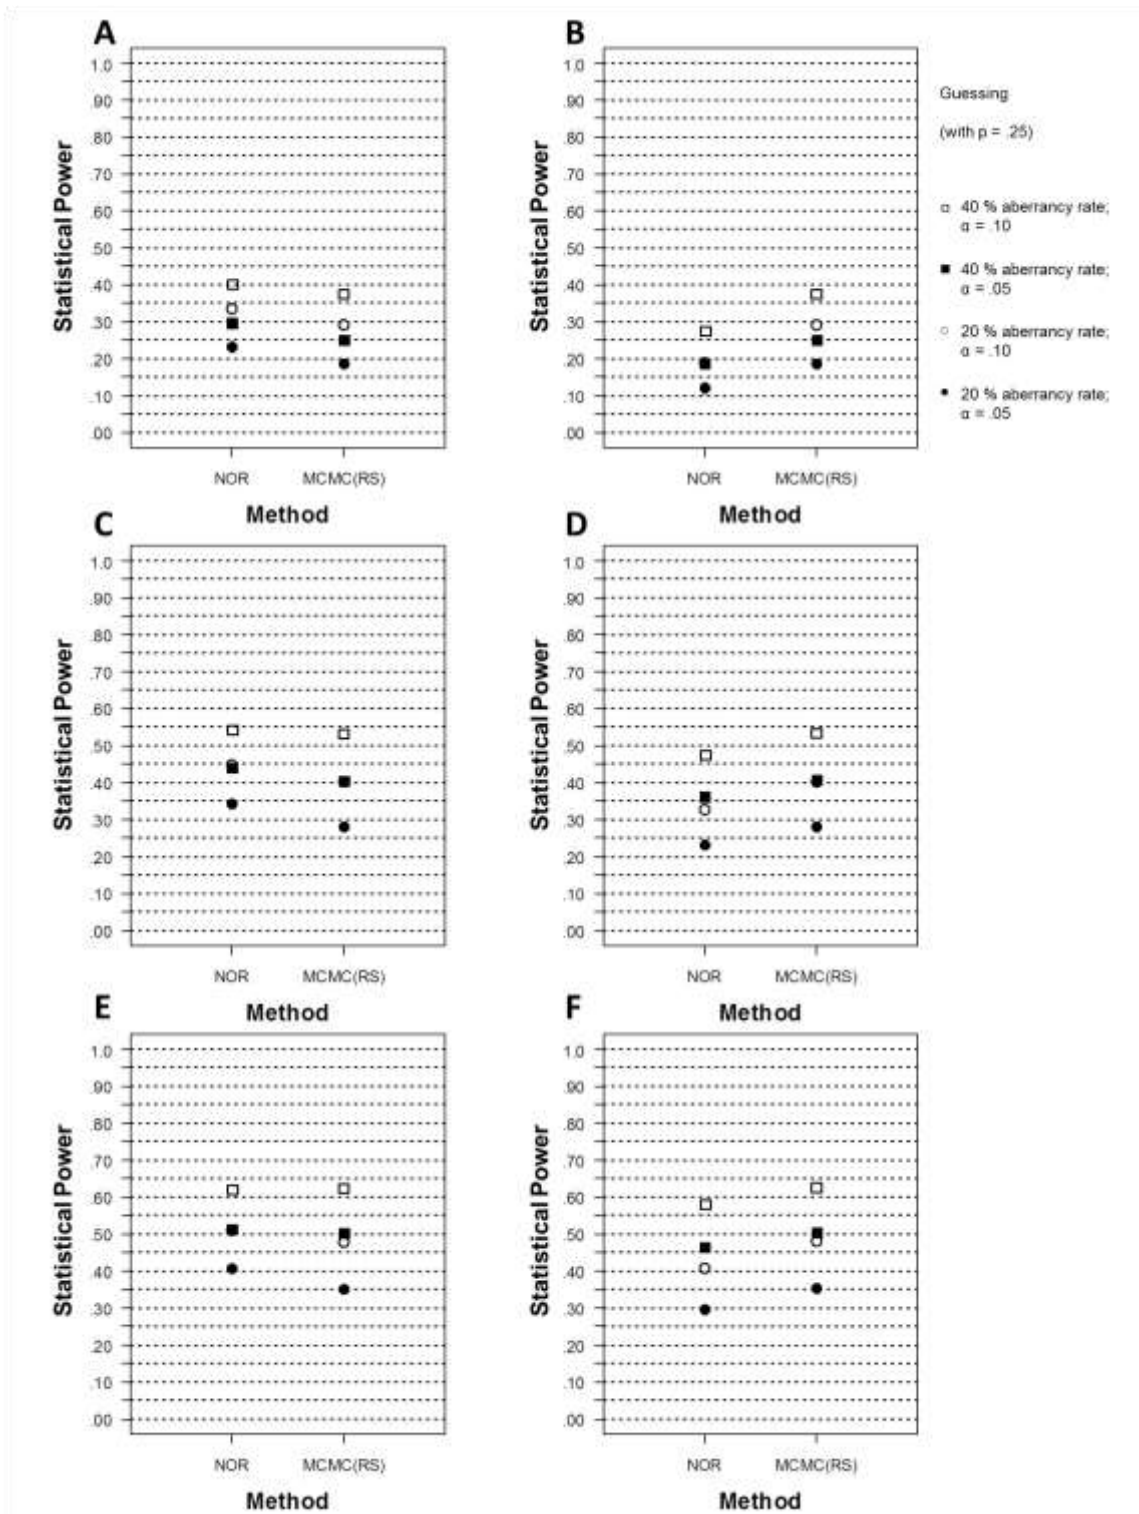 A
B
1.0
.90
.80
.70
.60
.50
.40
.30
.20
.10
.00
Statistical Power
NOR
MCMC(RS)
Method
1.0
.90
.80
.70
.60
.50
.40
.30
.20
.10
.00
Statistical Power
NOR
MCMC(RS)
Method
Guessing
(with p = .25)
40 % aberrancy rate;
α = .10
40 % aberrancy rate;
α = .05
20 % aberrancy rate;
α = .10
20 % aberrancy rate;
α = .05
C
D
1.0
.90
.80
.70
.60
.50
.40
.30
.20
.10
.00
Statistical Power
NOR
MCMC(RS)
Method
1.0
.90
.80
.70
.60
.50
.40
.30
.20
.10
.00
Statistical Power
NOR
MCMC(RS)
Method
E
F
1.0
.90
.80
.70
.60
.50
.40
.30
.20
.10
.00
Statistical Power
NOR
MCMC(RS)
Method
1.0
.90
.80
.70
.60
.50
.40
.30
.20
.10
.00
Statistical Power
NOR
MCMC(RS)
Method